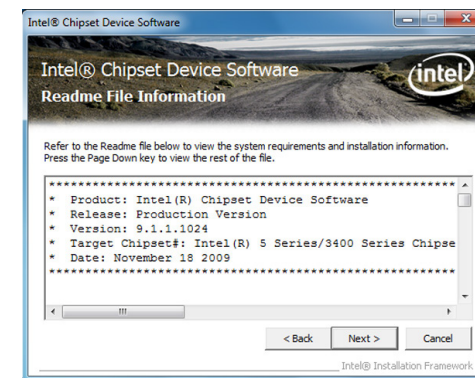 Intel® Chipset Device Software
Intel® Chipset Device Software
intel
Readme File Information
Refer to the Readme file below to view the system requirements and installation information.
Press the Page Down key to view the rest of the file.
************************************************************
* Product: Intel(R) Chipset Device Software
* Release: Production Version
* Version: 9.1.1.1024
* Target Chipset#: Intel(R) 5 Series/3400 Series Chipse
* Date: November 18 2009
************************************************************
< Back Next > Cancel
Intel® Installation Framework